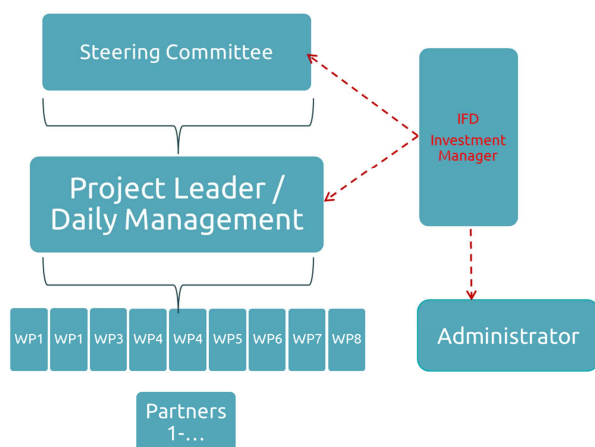 Steering Committee
IFD
Investment
Manager
Project Leader /
Daily Management
WP1 WP1 WP3 WP4 WP4 WP5 WP6 WP7 WP8
Administrator
Partners
1-...